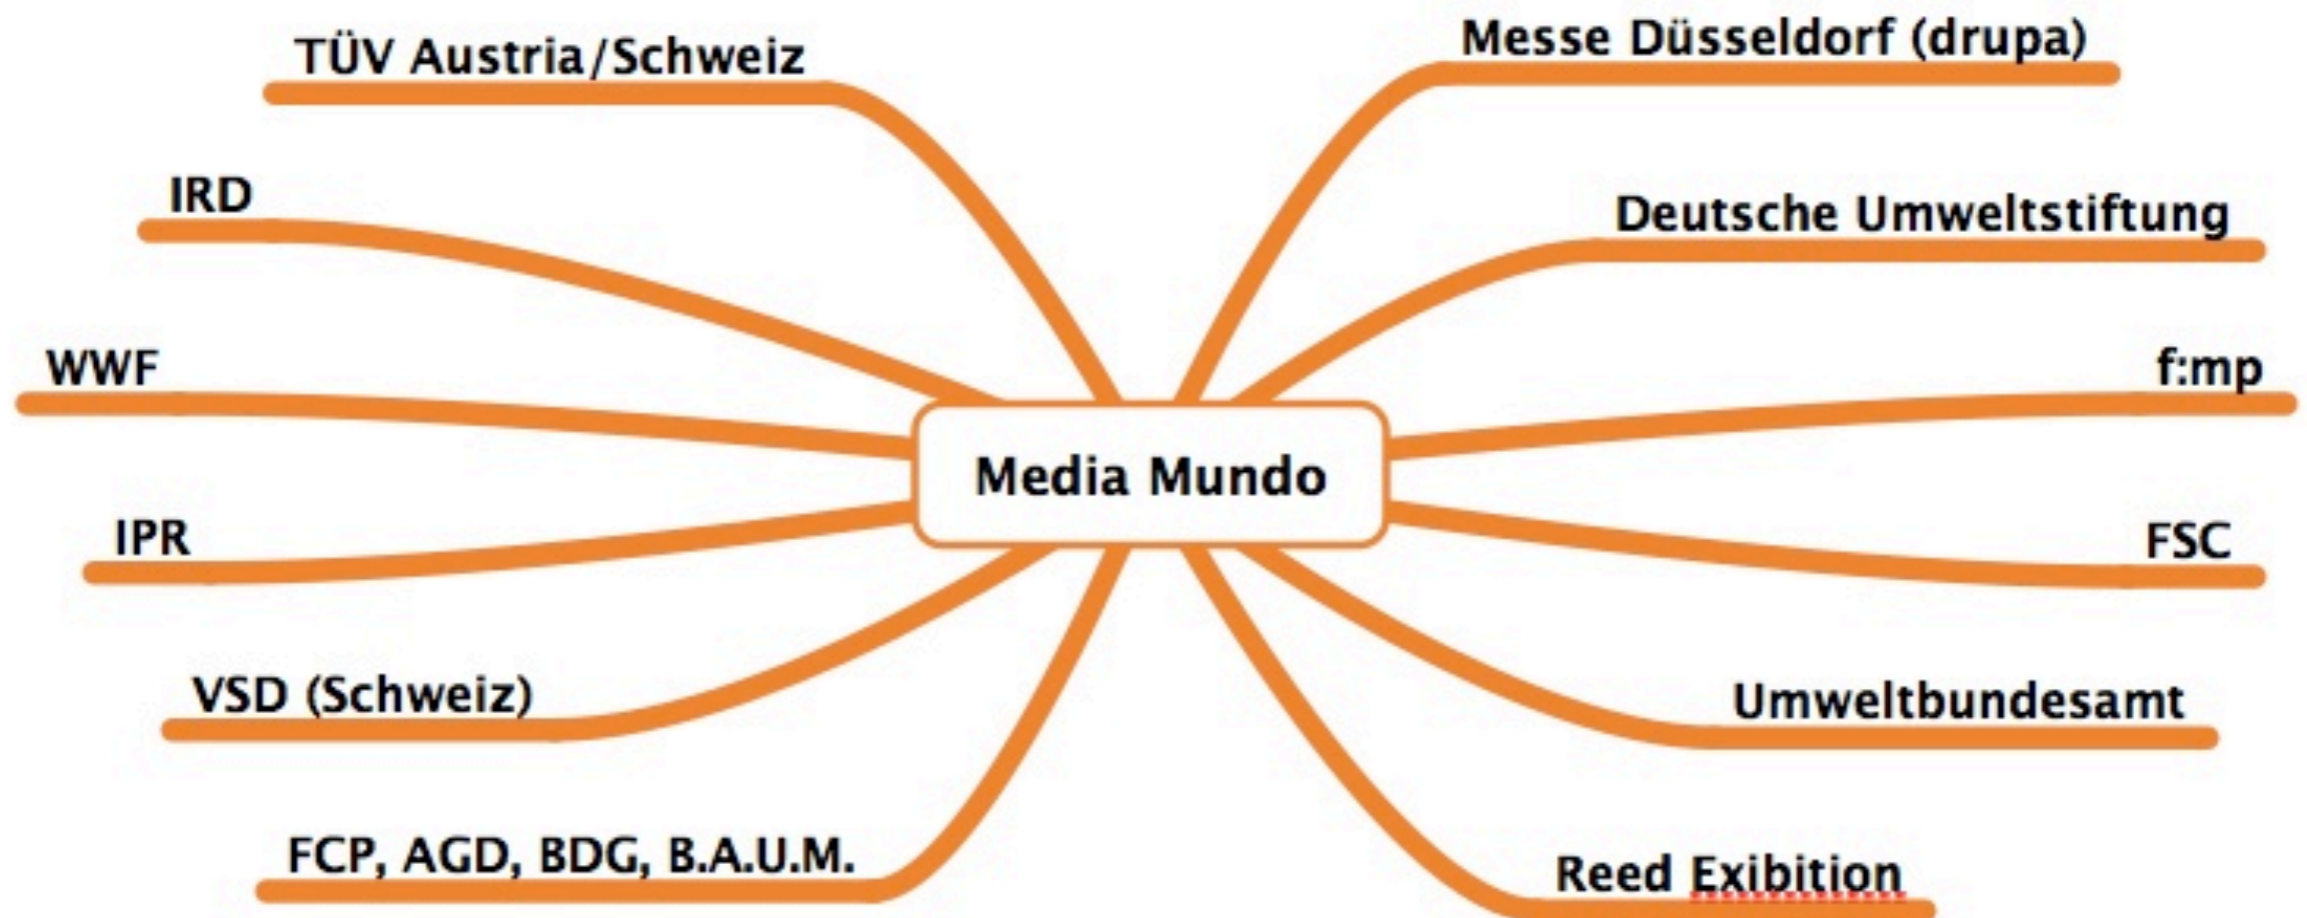 TÜV Austria/Schweiz
Messe Düsseldorf (drupa)
IRD
Deutsche Umweltstiftung
WWF
f:mp
Media Mundo
IPR
FSC
VSD (Schweiz)
Umweltbundesamt
FCP, AGD, BDG, B.A.U.M.
Reed Exibition